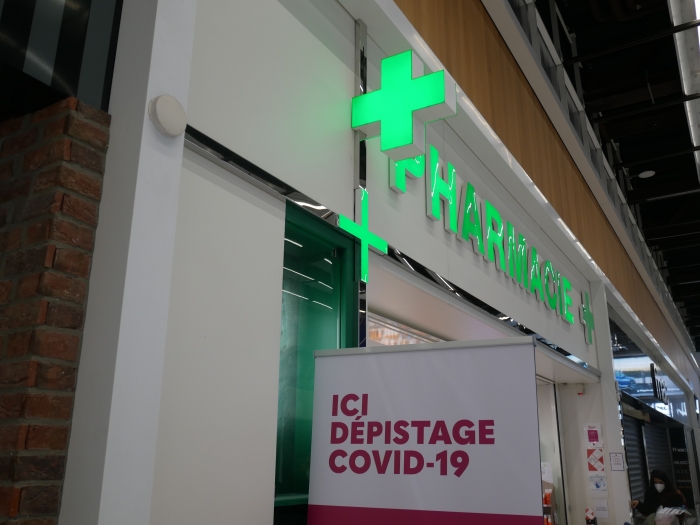 PHARMACIE
ICI
DÉPISTAGE
COVID-19